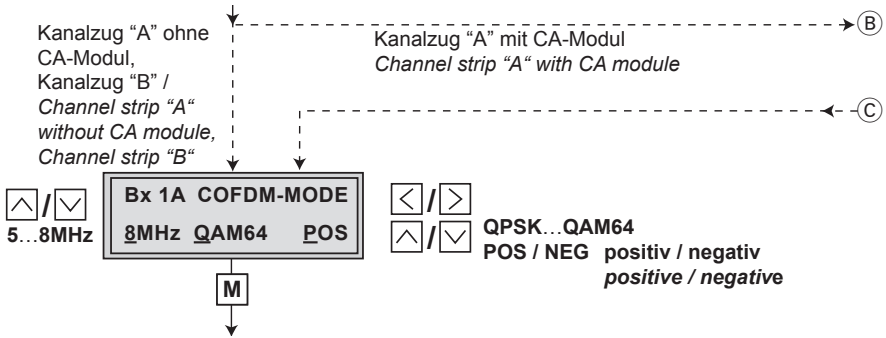 B
Kanalzug “A” ohne
CA-Modul,
Kanalzug “B” /
Channel strip “A“
without CA module,
Channel strip “B“
Kanalzug “A” mit CA-Modul
Channel strip “A“ with CA module
C
/
5...8MHz
Bx 1A COFDM-MODE
8MHz QAM64 POS
/
/
QPSK...QAM64
POS / NEG positiv / negativ
positive / negative
M